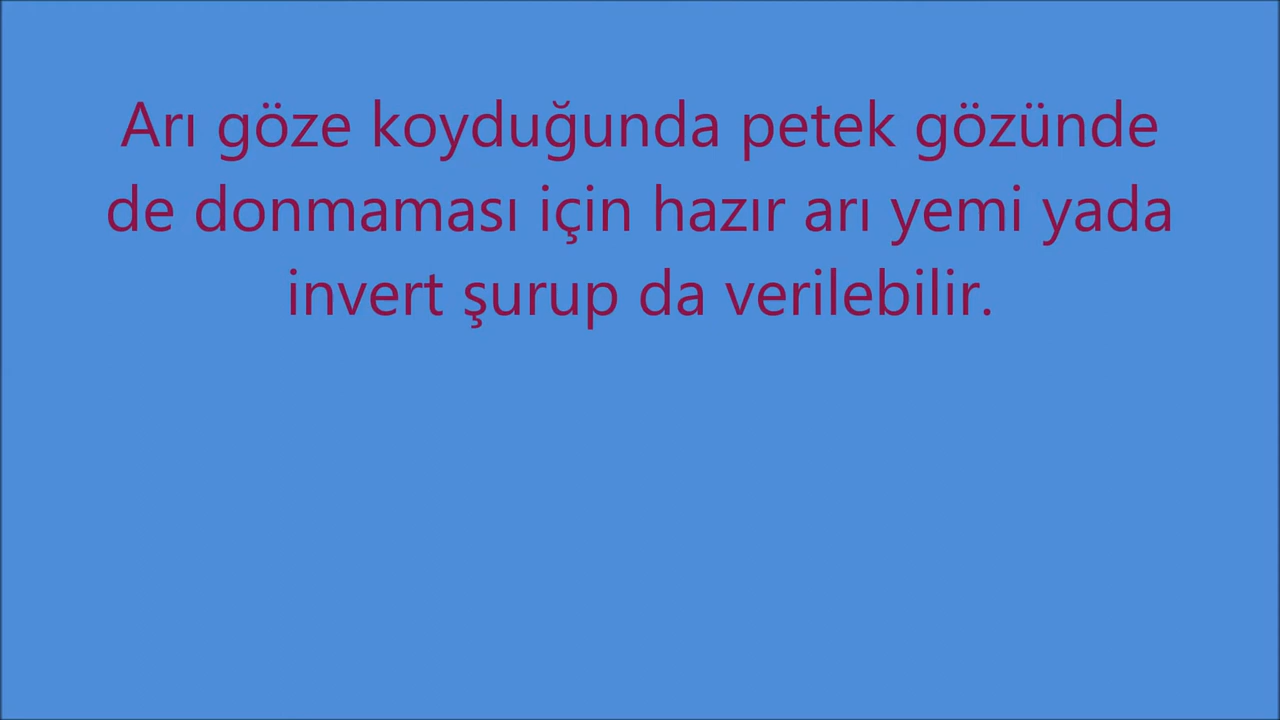 Arı göze koyduğunda petek gözünde
de donmaması için hazır arı yemi yada
invert şurup da verilebilir.